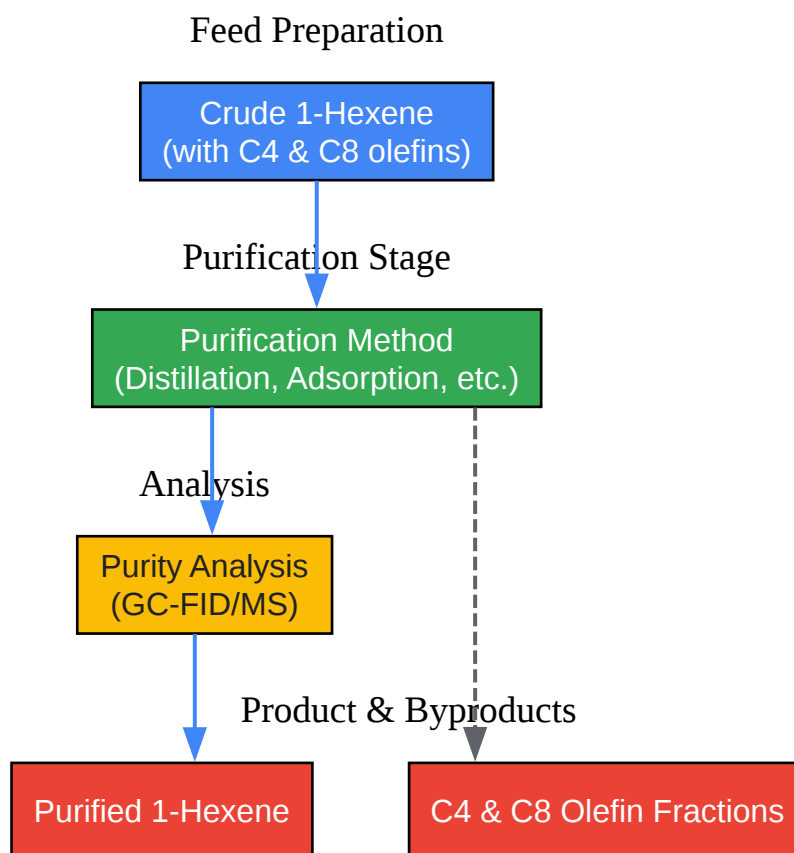 Feed Preparation
Crude 1-Hexene
(with C4 & C8 olefins)
Purification Stage
Purification Method
(Distillation, Adsorption, etc.)
Analysis
Purity Analysis
(GC-FID/MS)
Product & Byproducts
Purified 1-Hexene
C4 & C8 Olefin Fractions